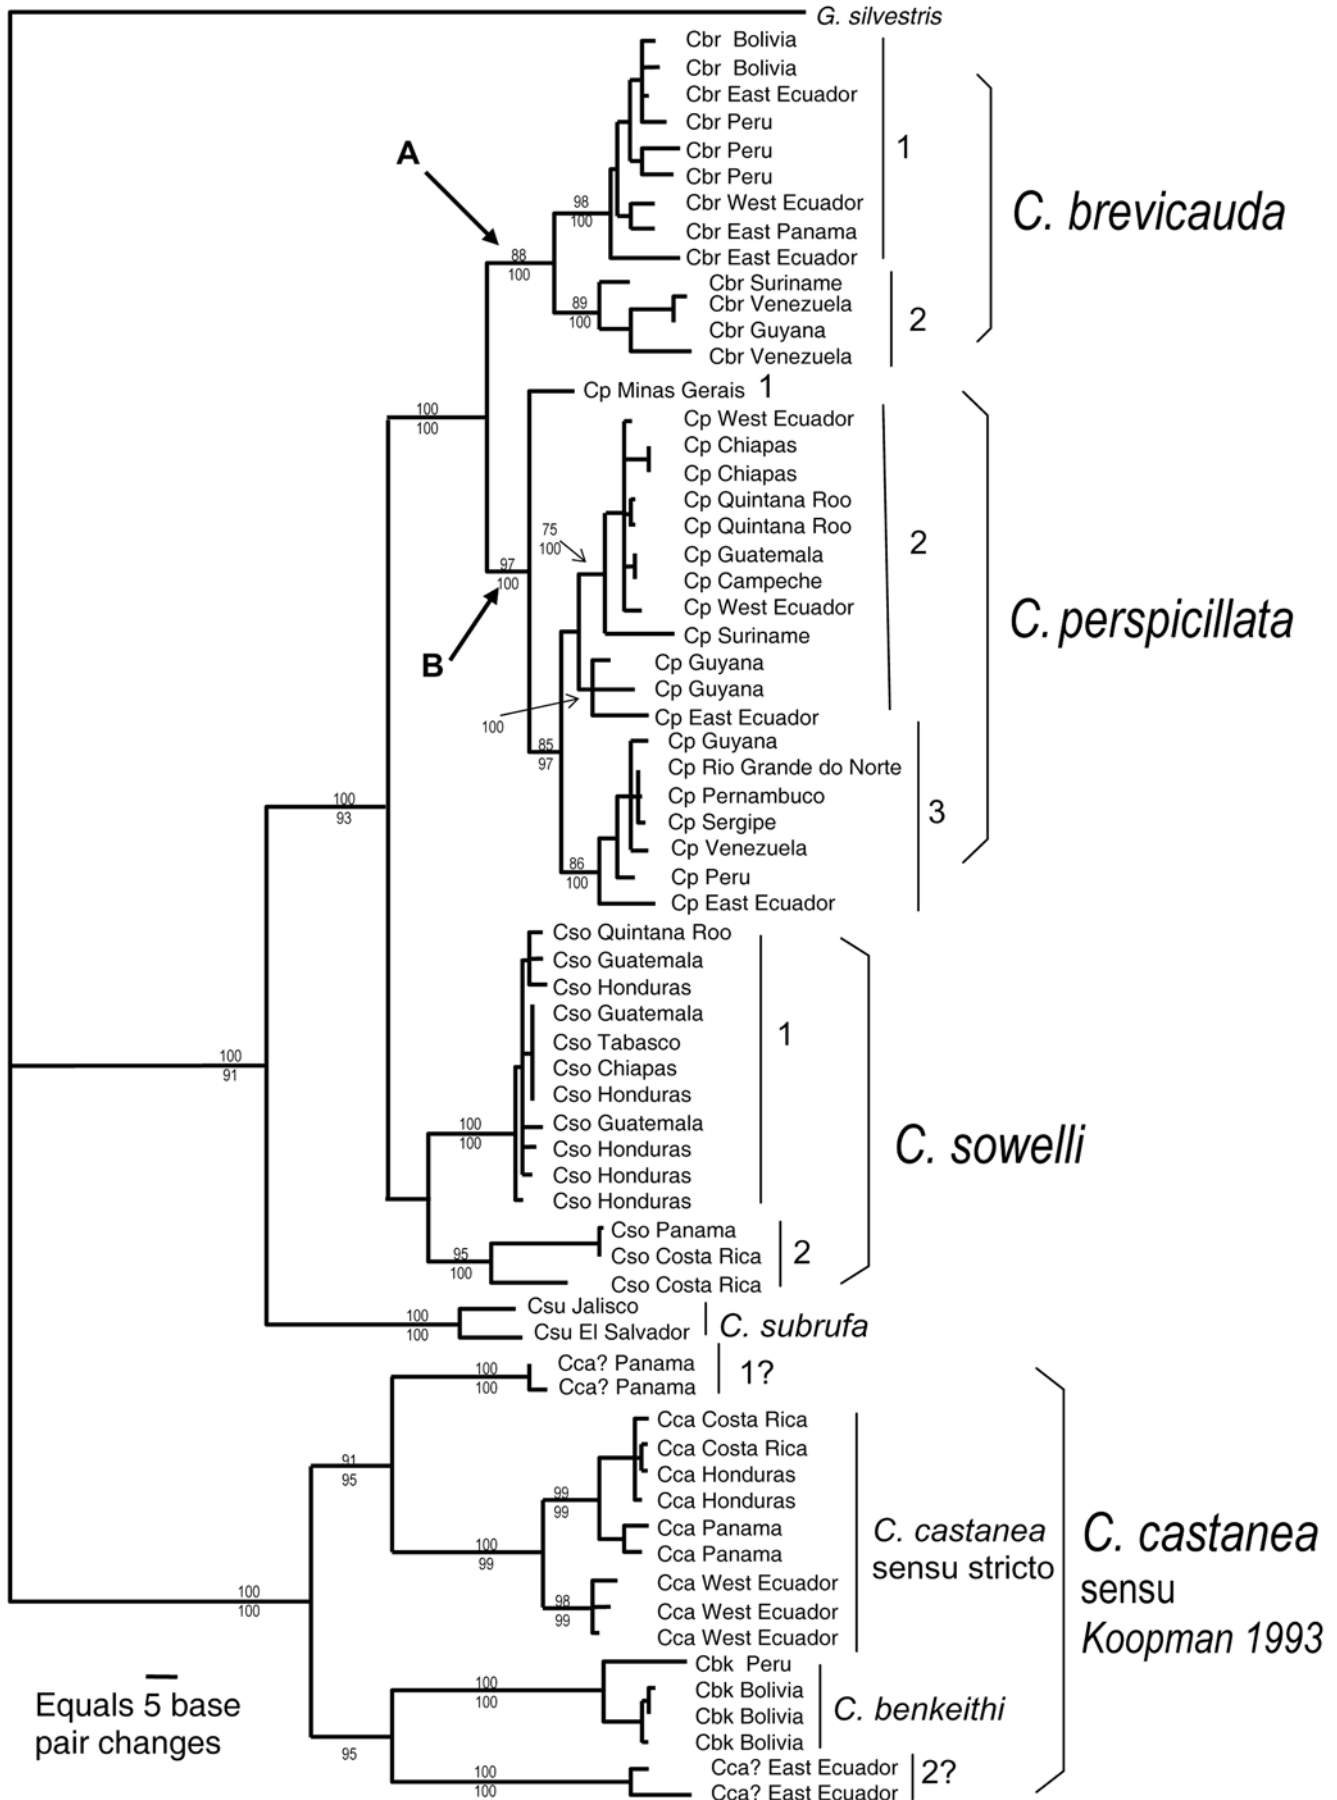 G. silvestris
Cbr Bolivia
Cbr Bolivia
Cbr East Ecuador
Cbr Peru
Cbr Peru
Cbr Peru
Cbr West Ecuador
Cbr East Panama
Cbr East Ecuador
1
A
98
100
88
100
C. brevicauda
Cbr Suriname
Cbr Venezuela
Cbr Guyana
Cbr Venezuela
2
89
100
Cp Minas Gerais 1
100
100
Cp West Ecuador
Cp Chiapas
Cp Chiapas
Cp Quintana Roo
Cp Quintana Roo
Cp Guatemala
Cp Campeche
Cp West Ecuador
Cp Suriname
Cp Guyana
Cp Guyana
Cp East Ecuador
2
75
100
97
100
B
100
C. perspicillata
85
97
Cp Guyana
Cp Rio Grande do Norte
Cp Pernambuco
Cp Sergipe
Cp Venezuela
Cp Peru
Cp East Ecuador
3
86
100
100
93
Cso Quintana Roo
Cso Guatemala
Cso Honduras
Cso Guatemala
Cso Tabasco
Cso Chiapas
Cso Honduras
Cso Guatemala
Cso Honduras
Cso Honduras
Cso Honduras
1
100
100
100
91
C. sowelli
Cso Panama
Cso Costa Rica
Cso Costa Rica
2
95
100
Csu Jalisco
Csu El Salvador
C. subrufa
100
100
Cca? Panama
Cca? Panama
1?
100
100
91
95
Cca Costa Rica
Cca Costa Rica
Cca Honduras
Cca Honduras
Cca Panama
Cca Panama
Cca West Ecuador
Cca West Ecuador
Cca West Ecuador
99
99
100
99
98
99
C. castanea
sensu stricto
C. castanea
sensu
Koopman 1993
100
100
Cbk Peru
Cbk Bolivia
Cbk Bolivia
Cbk Bolivia
C. benkeithi
100
100
95
Cca? East Ecuador
Cca? East Ecuador
2?
100
100
Equals 5 base
pair changes